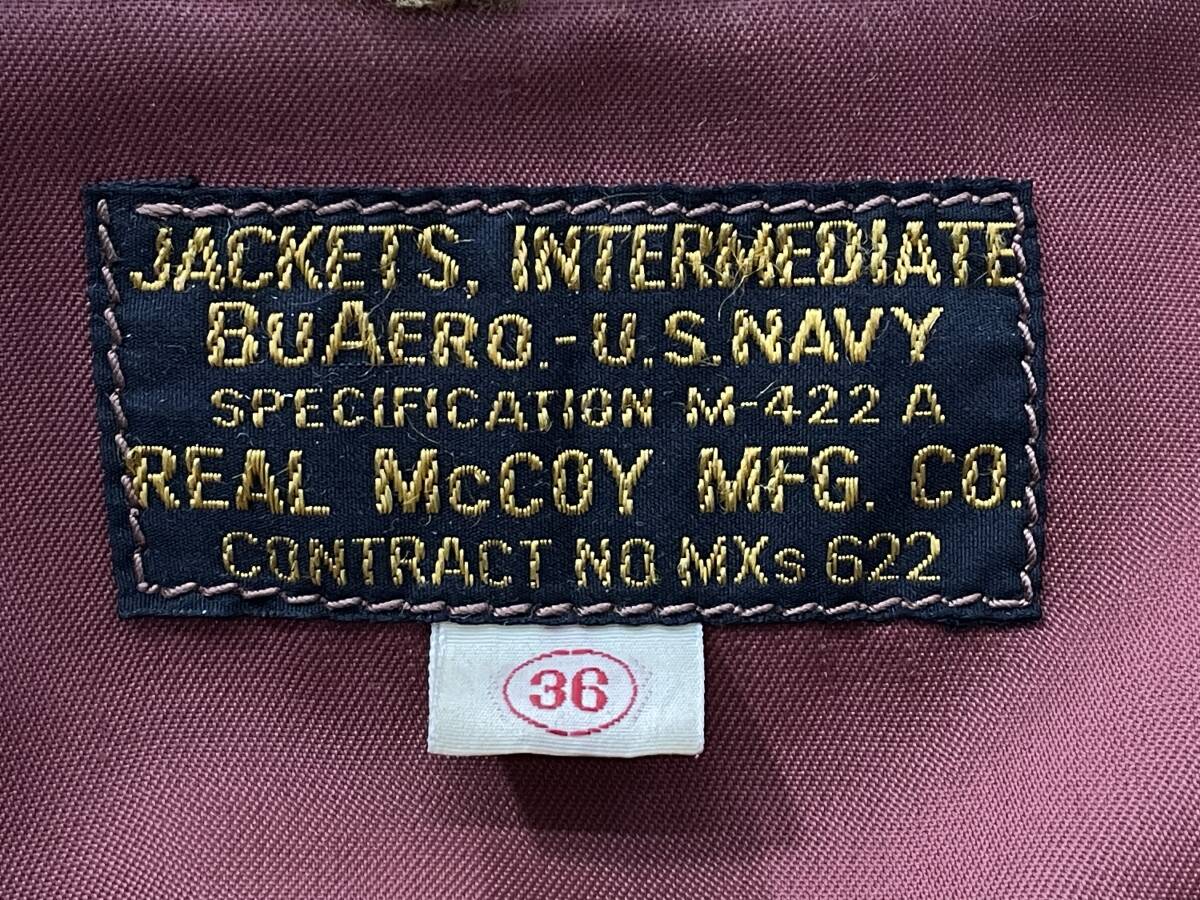 JACKETS, INTERMEDIATE
BUAERO.-U.S.NAVY
SPECIFICATION M-422 A
REAL McCOY MFG. CO.
CONTRACT NO MXs 622
36